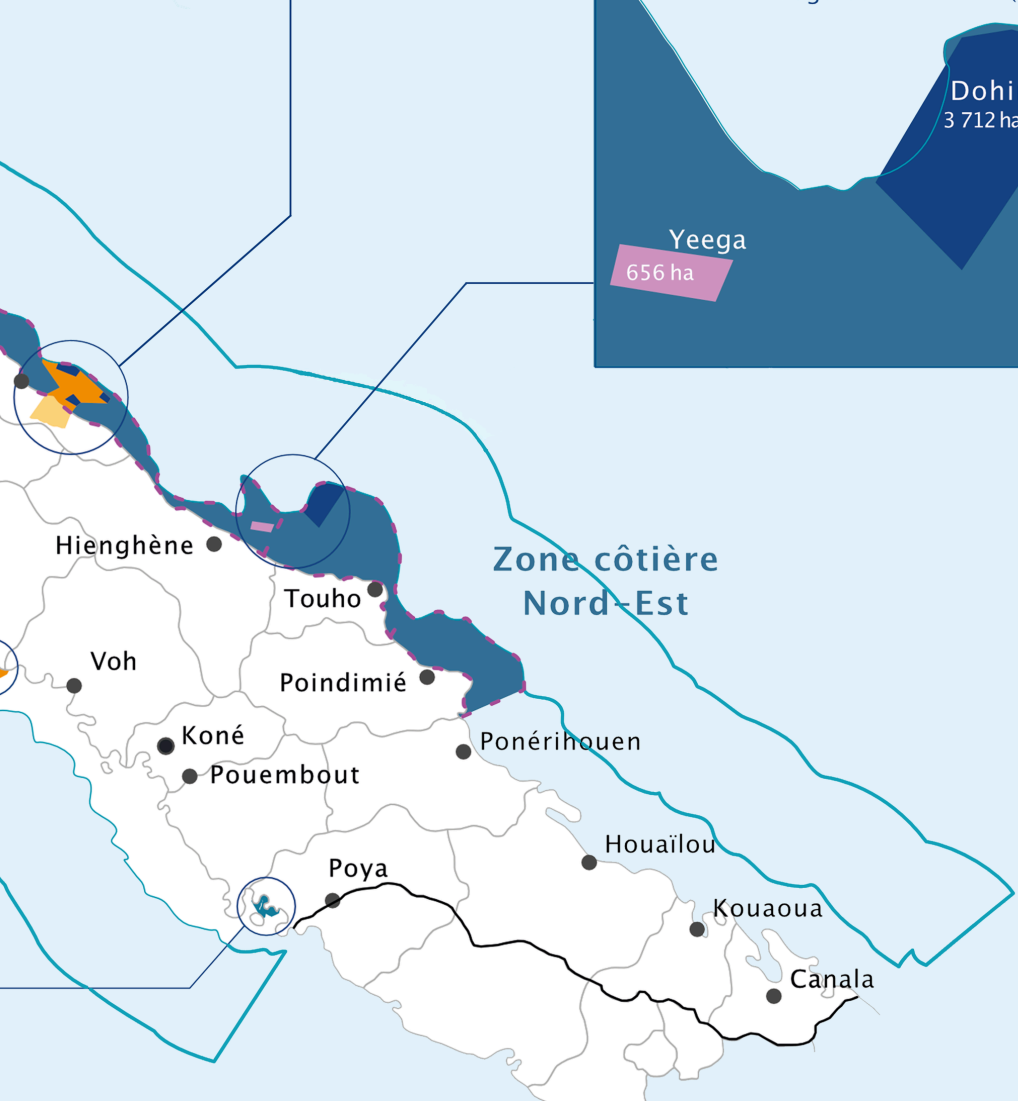 Dohi
3 712 ha
Yeega
656 ha
Hienghène
Zone côtière
Nord-Est
Touho
Voh
Poindimié
Koné
Ponérihouen
Pouembout
Houaïlou
Poya
Kouaoua
Canala